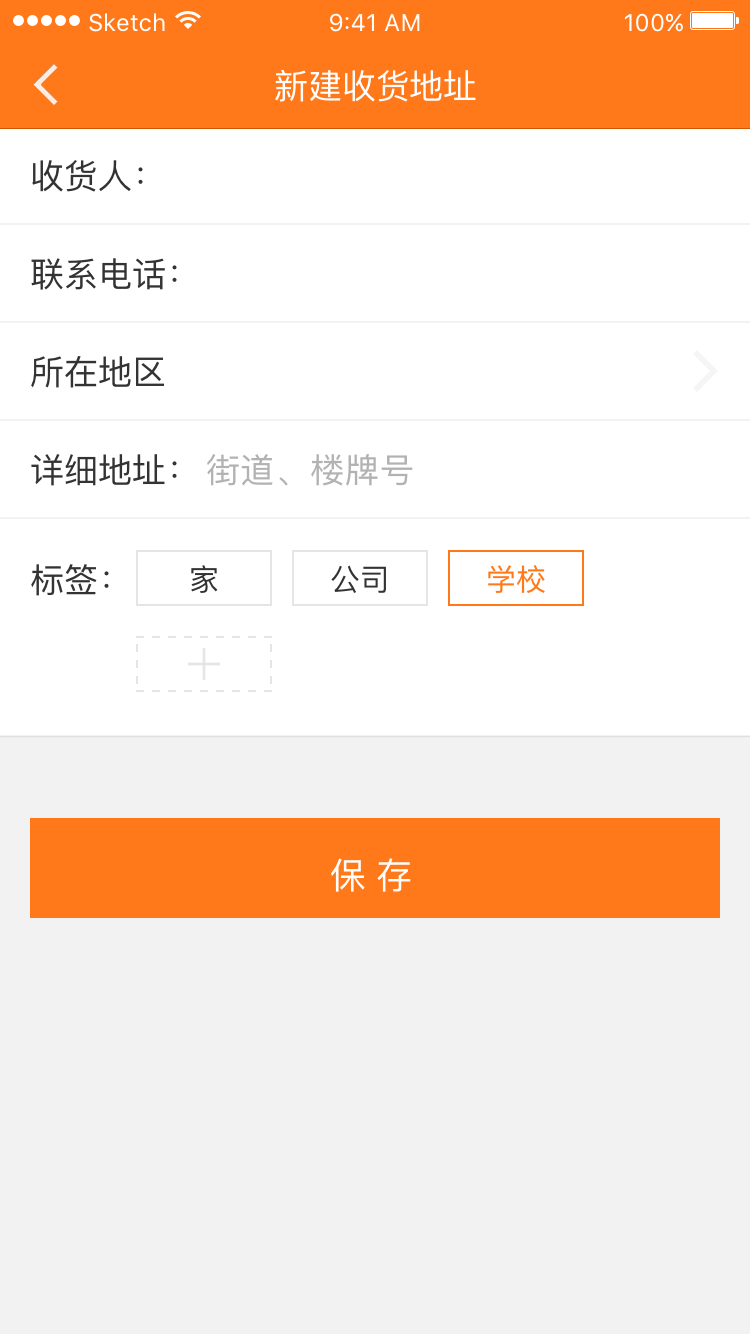 Sketch 9:41 AM 100%
新建收货地址
收货人：
联系电话：
所在地区
详细地址： 街道、楼牌号
标签： 家 公司 学校
保存